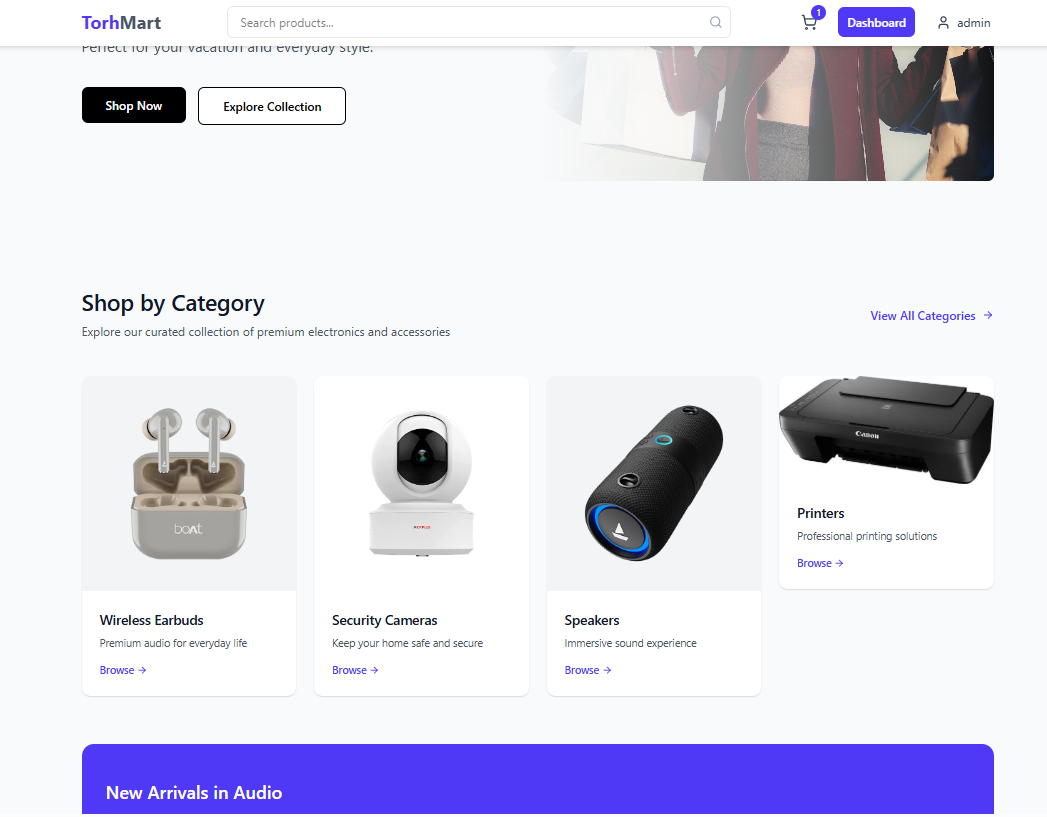 TorhMart
Search products...
1
Dashboard
admin
Perfect for your vacation and everyday style.
Shop Now
Explore Collection
Shop by Category
Explore our curated collection of premium electronics and accessories
View All Categories →
boAt
Canon
Printers
Professional printing solutions
Browse →
Wireless Earbuds
Premium audio for everyday life
Browse →
Security Cameras
Keep your home safe and secure
Browse →
Speakers
Immersive sound experience
Browse →
New Arrivals in Audio